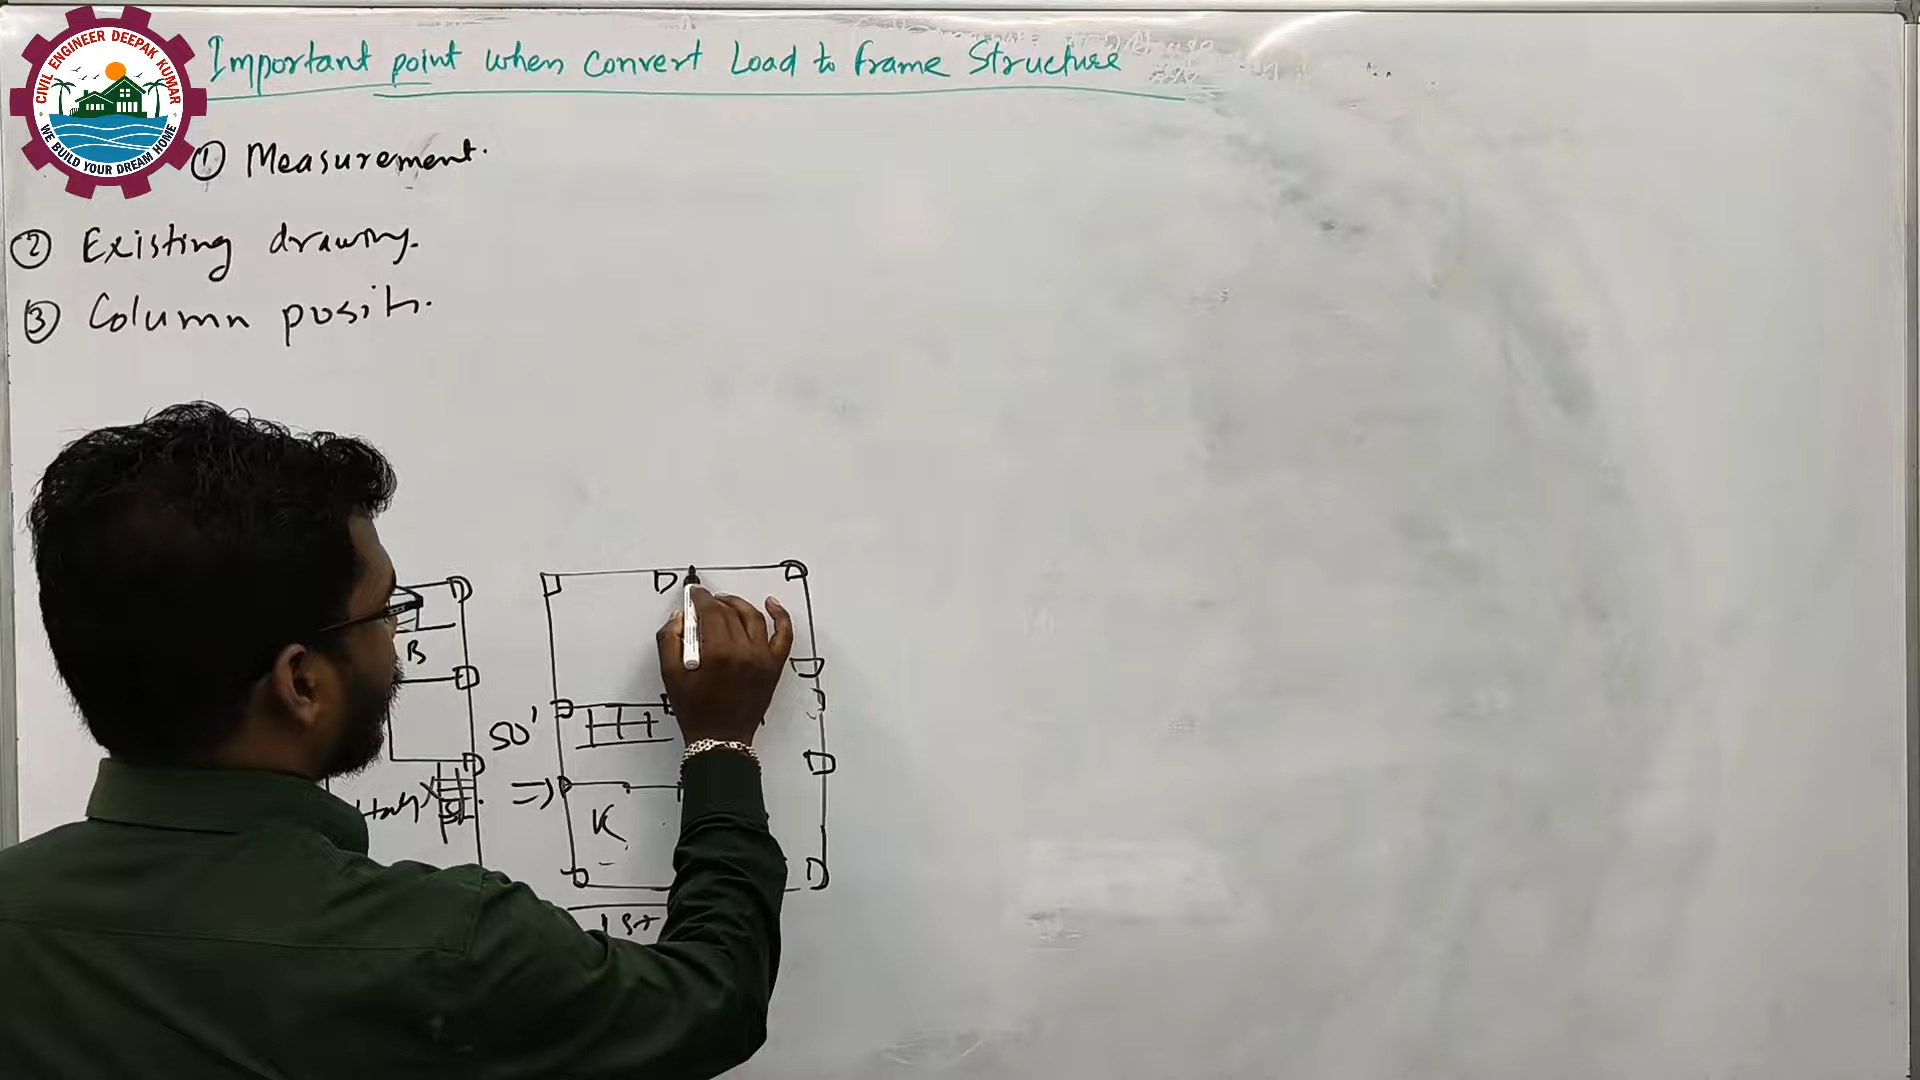 CIVIL ENGINEER DEEPAK KUMAR
WE BUILD YOUR DREAM HOME
Important point when convert Load to frame Structure
① Measurement.
② Existing drawing.
③ Column positn.
B
50'
K
1st